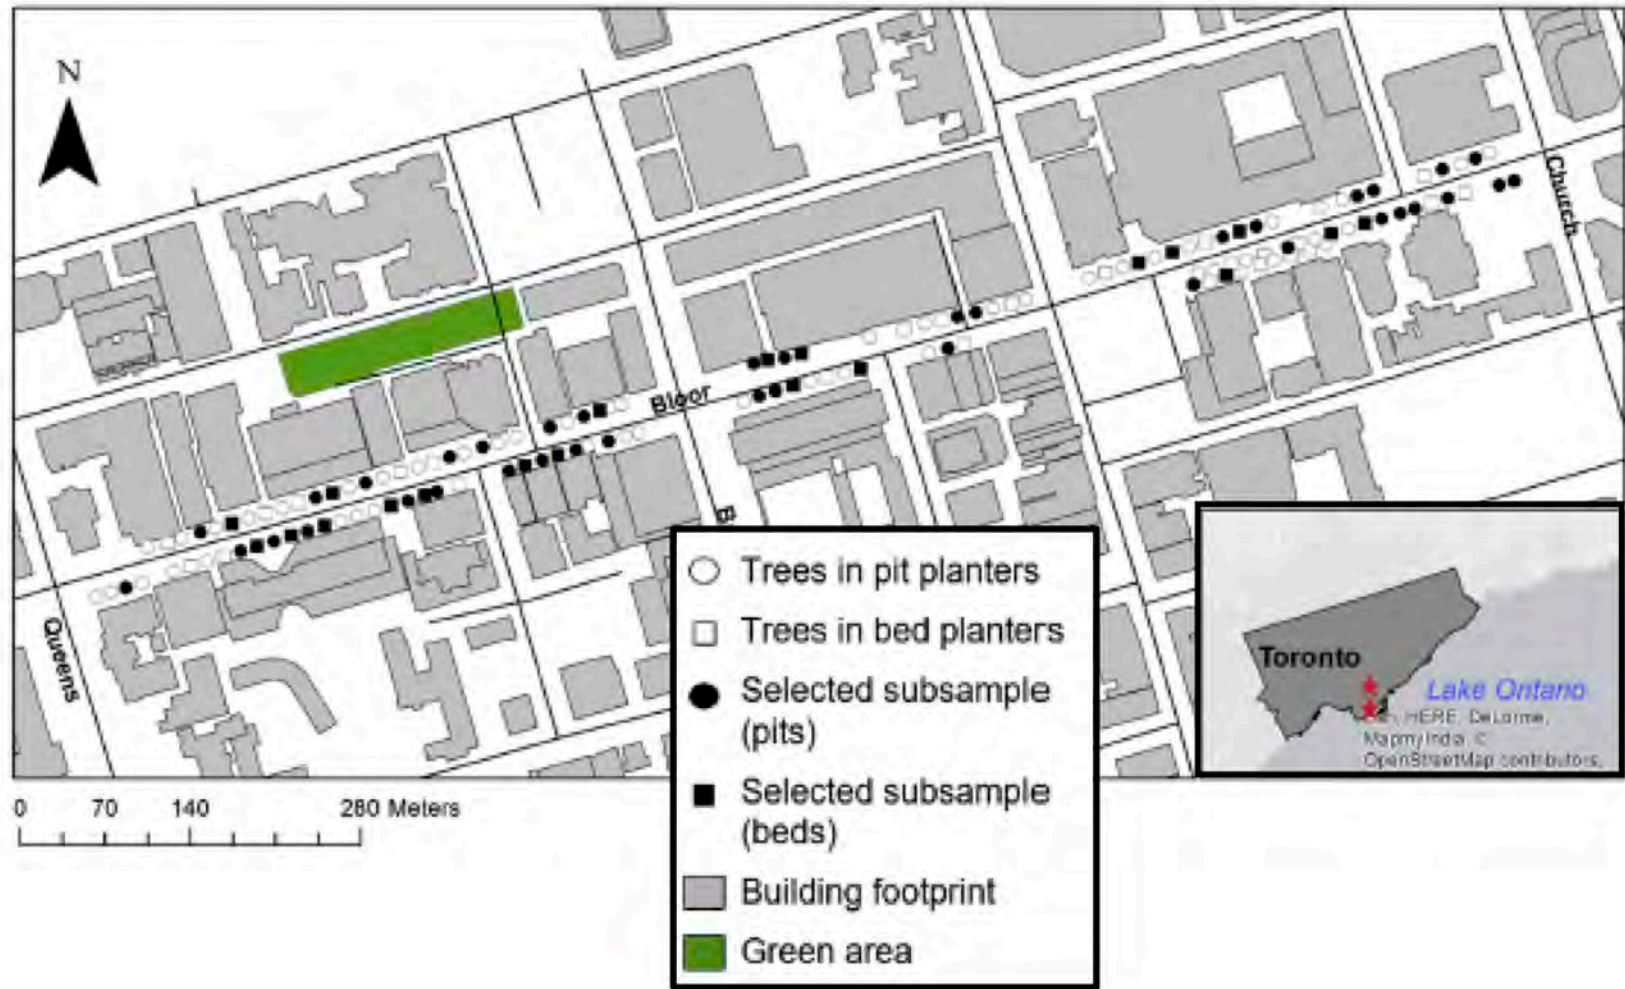 N
Church
Bloor
Queens
0 70 140 280 Meters
Trees in pit planters
Trees in bed planters
Selected subsample
(pits)
Selected subsample
(beds)
Building footprint
Green area
Toronto
Lake Ontario
HERE, DeLorme,
MapmyIndia, ©
OpenStreetMap contributors,